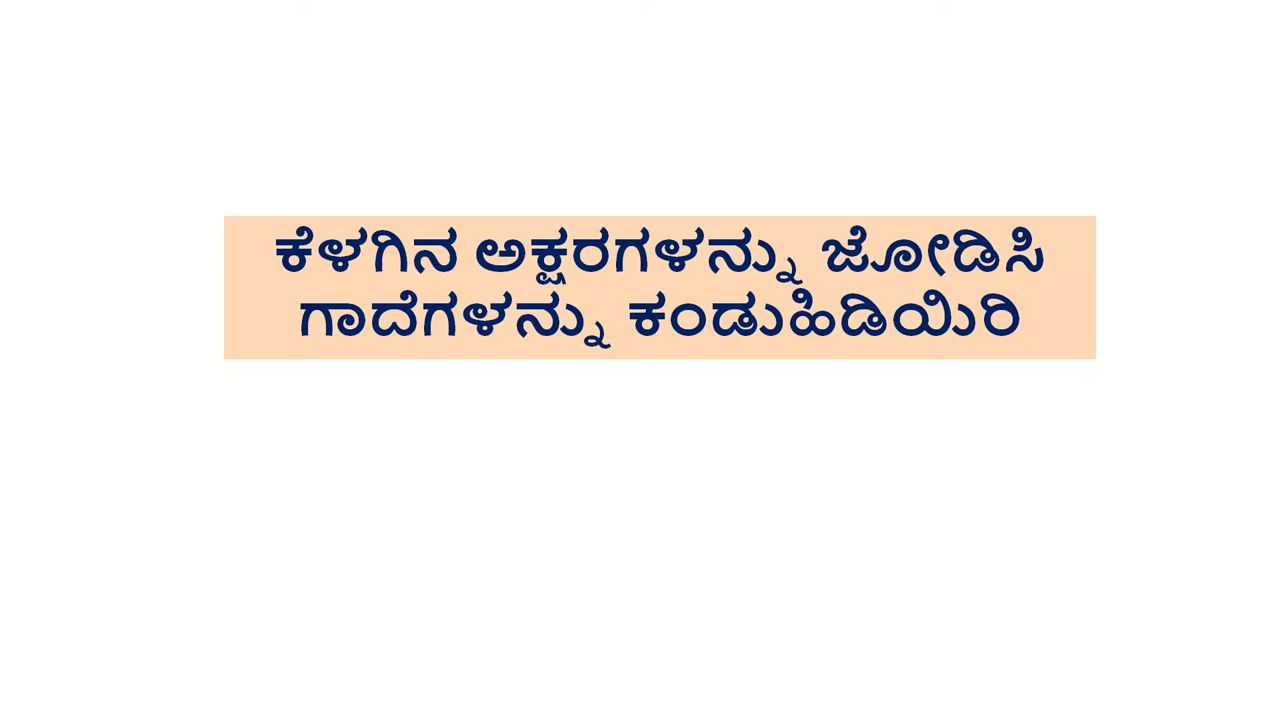 ಕೆಳಗಿನ ಅಕ್ಷರಗಳನ್ನು ಜೋಡಿಸಿ
ಗಾದೆಗಳನ್ನು ಕಂಡುಹಿಡಿಯಿರಿ